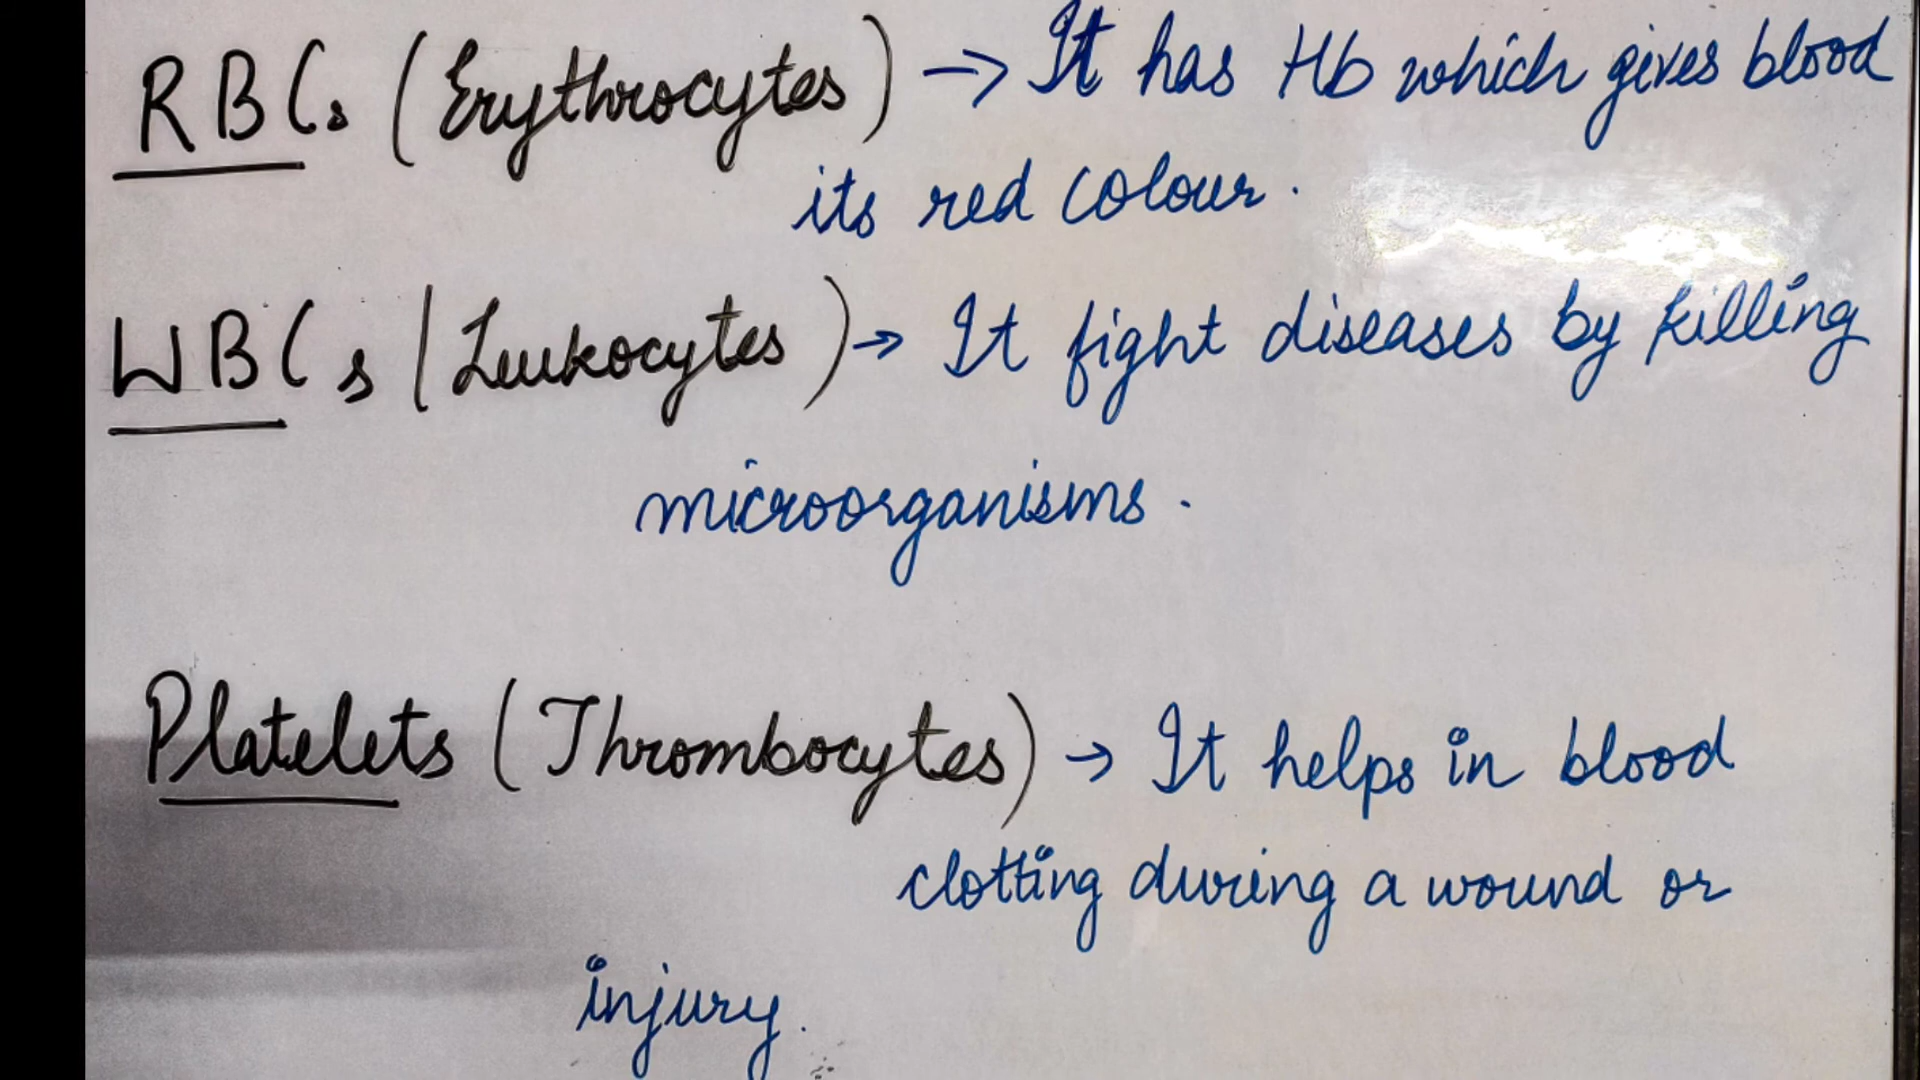 RBCs (Erythrocytes) → It has Hb which gives blood
its red colour.
WBCs (Leukocytes) → It fight diseases by killing
microorganisms.
Platelets (Thrombocytes) → It helps in blood
clotting during a wound or
injury.